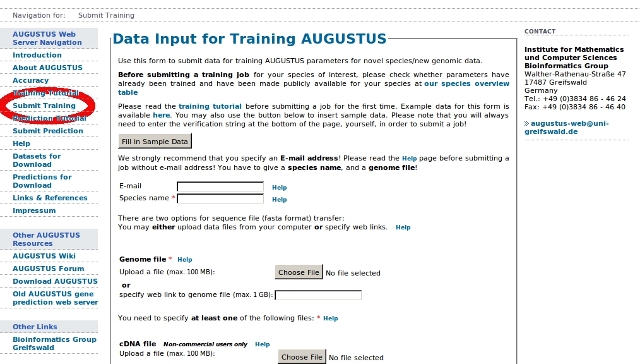 Navigation for: Submit Training
AUGUSTUS Web
Server Navigation
Introduction
About AUGUSTUS
Accuracy
Training Tutorial
Submit Training
Prediction Tutorial
Submit Prediction
Help
Datasets for
Download
Predictions for
Download
Links & References
Impressum
Other AUGUSTUS
Resources
AUGUSTUS Wiki
AUGUSTUS Forum
Download AUGUSTUS
Old AUGUSTUS gene
prediction web server
Other Links
Bioinformatics Group
Greifswald
Data Input for Training AUGUSTUS
Use this form to submit data for training AUGUSTUS parameters for novel species/new genomic data.
Before submitting a training job for your species of interest, please check whether parameters have
already been trained and have been made publicly available for your species at our species overview
table
Please read the training tutorial before submitting a job for the first time. Example data for this form is
available here. You may also use the button below to insert sample data. Please note that you will always
need to enter the verification string at the bottom of the page, yourself, in order to submit a job!
Fill in Sample Data
We strongly recommend that you specify an E-mail address! Please read the Help page before submitting a
job without e-mail address! You have to give a species name, and a genome file!
E-mail Help
Species name * Help
There are two options for sequence file (fasta format) transfer:
You may either upload data files from your computer or specify web links. Help
Genome file * Help
Upload a file (max. 100 MB): Choose File No file selected
or
specify web link to genome file (max. 1 GB):
You need to specify at least one of the following files: * Help
cDNA file Non-commercial users only Help
Upload a file (max. 100 MB): Choose File No file selected
CONTACT
Institute for Mathematics
und Computer Sciences
Bioinformatics Group
Walther-Rathenau-Straße 47
17487 Greifswald
Germany
Tel.: +49 (0)3834 86 - 46 24
Fax: +49 (0)3834 86 - 46 40
augustus-web@uni-
greifswald.de